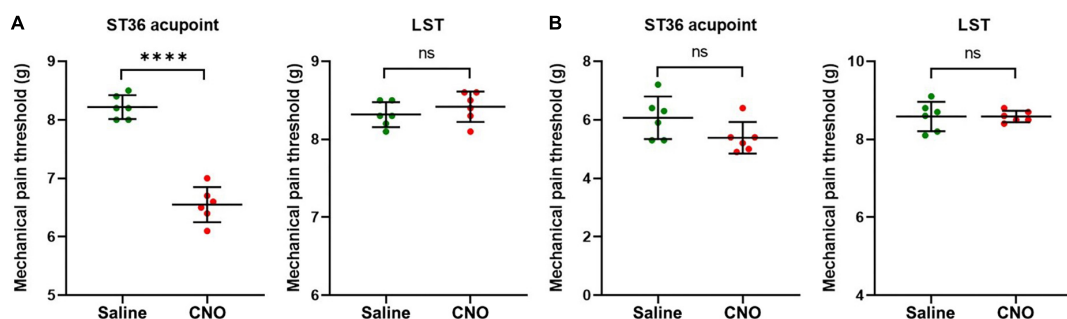 A
ST36 acupoint
Mechanical pain threshold (g)
9
8
7
6
5
****
Saline
CNO
LST
Mechanical pain threshold (g)
9
8
7
6
ns
Saline
CNO
B
ST36 acupoint
Mechanical pain threshold (g)
8
6
4
2
0
ns
Saline
CNO
LST
Mechanical pain threshold (g)
10
8
6
4
ns
Saline
CNO